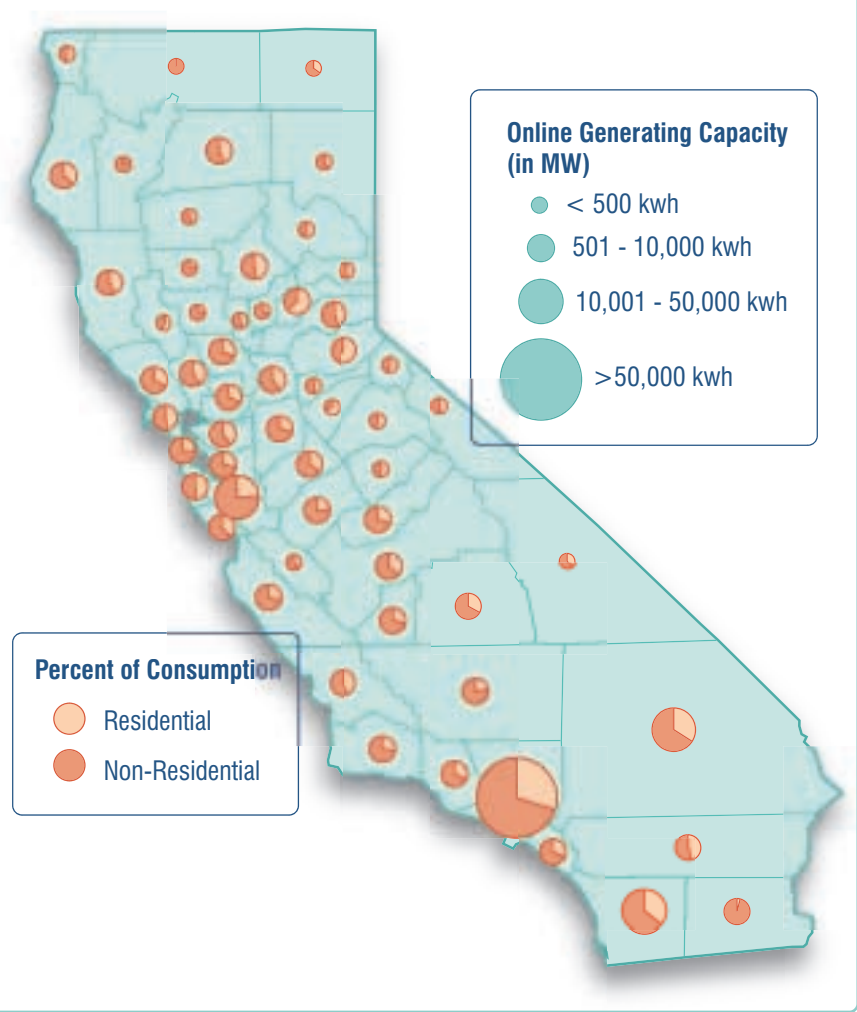 Online Generating Capacity
(in MW)
< 500 kwh
501 - 10,000 kwh
10,001 - 50,000 kwh
>50,000 kwh
Percent of Consumption
Residential
Non-Residential